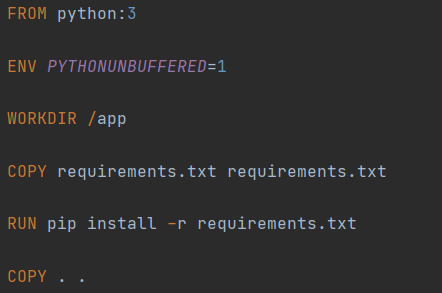 FROM python:3
ENV PYTHONUNBUFFERED=1
WORKDIR /app
COPY requirements.txt requirements.txt
RUN pip install -r requirements.txt
COPY . .